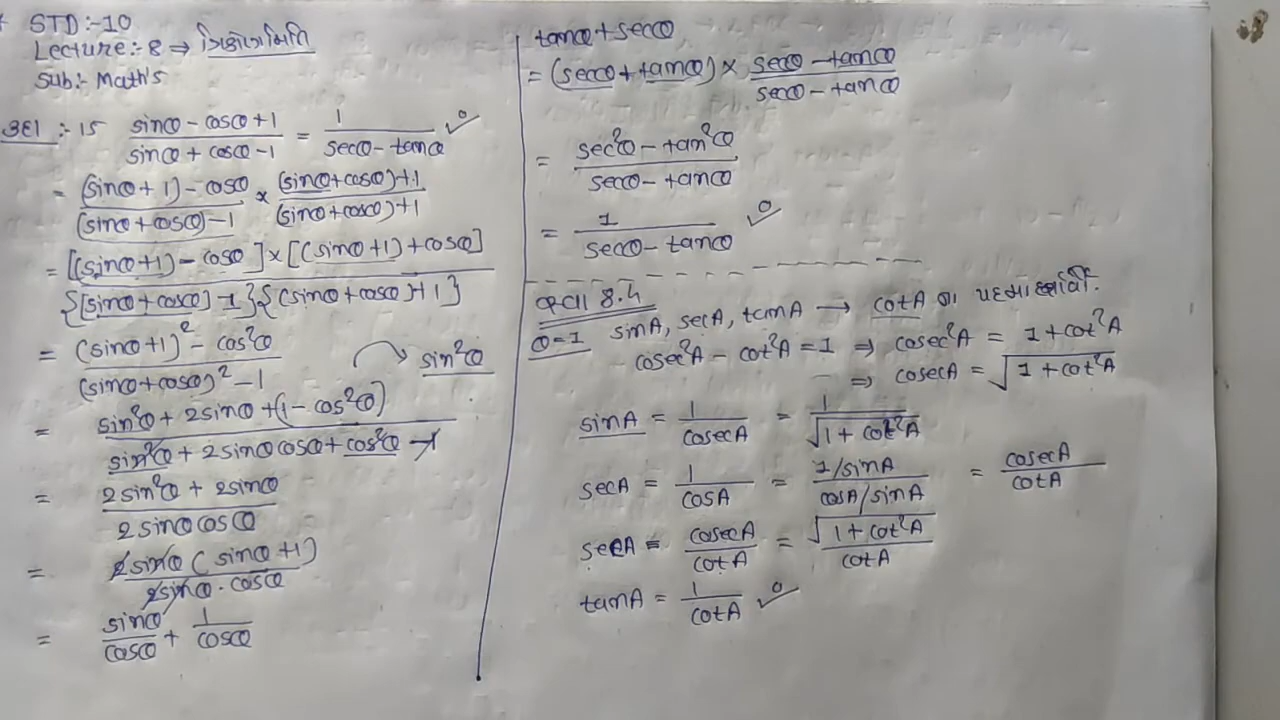 STD:-10
Lecture:-8 ⇒ त्रिकोणमिति
Sub:- Math's
उदा :- 15 (sinθ - cosθ + 1)/(sinθ + cosθ - 1) = 1/(secθ - tanθ) ✓
= ((sinθ + 1) - cosθ)/((sinθ + cosθ) - 1) × ((sinθ + cosθ) + 1)/((sinθ + cosθ) + 1)
= [(sinθ + 1) - cosθ] × [(sinθ + 1) + cosθ] / {(sinθ + cosθ) - 1}{(sinθ + cosθ) + 1}
= ((sinθ + 1)² - cos²θ)/((sinθ + cosθ)² - 1) sin²θ
= (sin²θ + 2sinθ + (1 - cos²θ))/(sin²θ + 2sinθcosθ + cos²θ - 1)
= (2sin²θ + 2sinθ)/(2sinθcosθ)
= 2sinθ(sinθ + 1)/(2sinθ · cosθ)
= sinθ/cosθ + 1/cosθ
tanθ + secθ
= (secθ + tanθ) × (secθ - tanθ)/(secθ - tanθ)
= (sec²θ - tan²θ)/(secθ - tanθ)
= 1/(secθ - tanθ) ✓
8.4
θ=1 sinA, secA, tanA → cotA
cosec²A - cot²A = 1 ⇒ cosec²A = 1 + cot²A
⇒ cosecA = √(1 + cot²A)
sinA = 1/cosecA = 1/√(1 + cot²A)
secA = 1/cosA = (1/sinA)/(cosA/sinA) = cosecA/cotA
secA = cosecA/cotA = √(1 + cot²A)/cotA
tanA = 1/cotA ✓